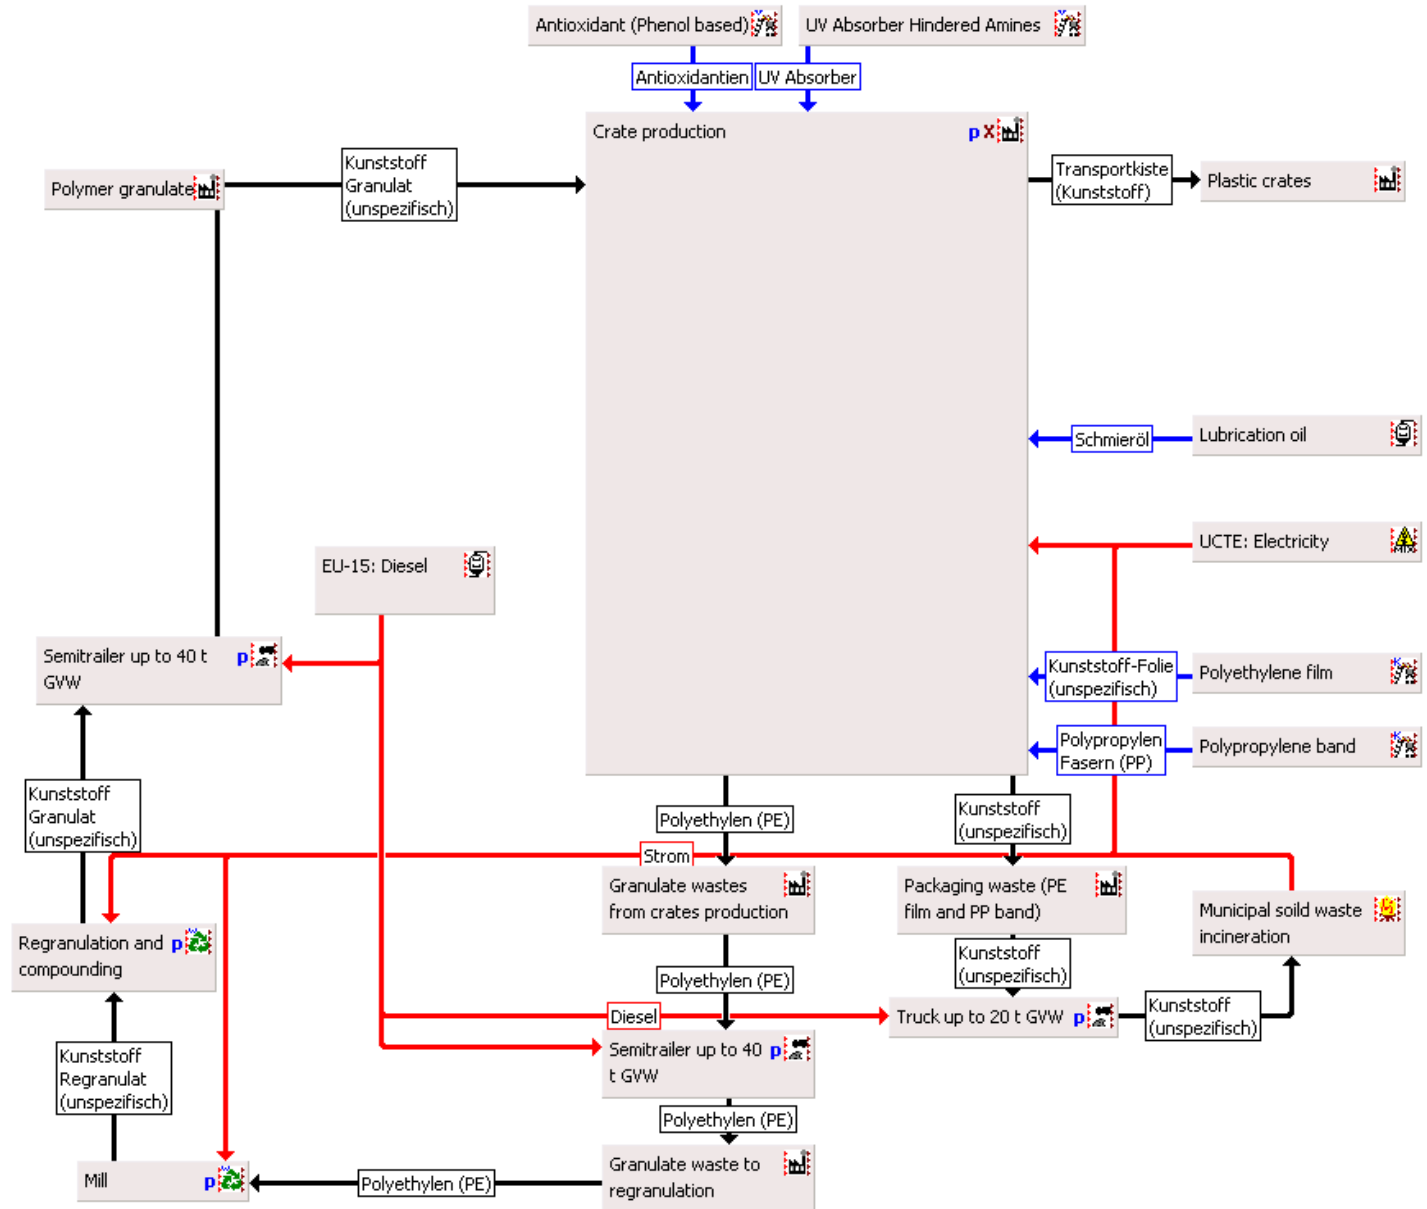 Antioxidant (Phenol based)
UV Absorber Hindered Amines
Antioxidantien
UV Absorber
Crate production
p x
Kunststoff
Granulat
(unspezifisch)
Polymer granulate
Transportkiste
(Kunststoff)
Plastic crates
Schmieröl
Lubrication oil
UCTE: Electricity
MIX
EU-15: Diesel
Semitrailer up to 40 t
GVW
p
Kunststoff-Folie
(unspezifisch)
Polyethylene film
Polypropylen
Fasern (PP)
Polypropylene band
Kunststoff
Granulat
(unspezifisch)
Polyethylen (PE)
Kunststoff
(unspezifisch)
Strom
Granulate wastes
from crates production
Packaging waste (PE
film and PP band)
Municipal soild waste
incineration
Regranulation and
compounding
p
Polyethylen (PE)
Kunststoff
(unspezifisch)
Diesel
Truck up to 20 t GVW
p
Kunststoff
(unspezifisch)
Semitrailer up to 40
t GVW
p
Kunststoff
Regranulat
(unspezifisch)
Polyethylen (PE)
Mill
p
Polyethylen (PE)
Granulate waste to
regranulation